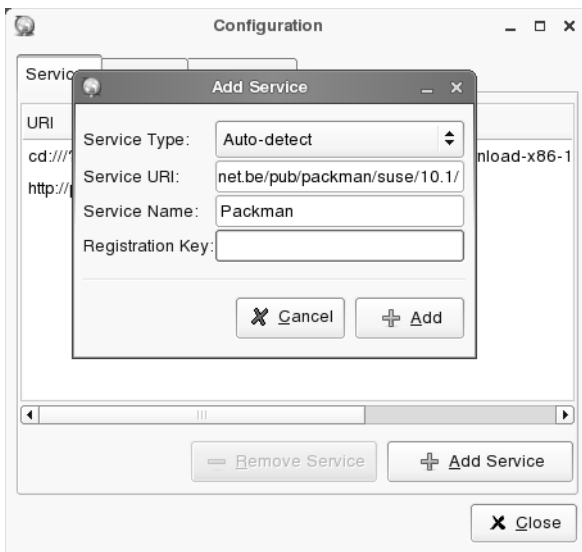 Configuration
Servic
Add Service
URI
Service Type: Auto-detect
cd:///
nload-x86-1
Service URI: net.be/pub/packman/suse/10.1/
http://
Service Name: Packman
Registration Key:
Cancel
Add
Remove Service
Add Service
Close